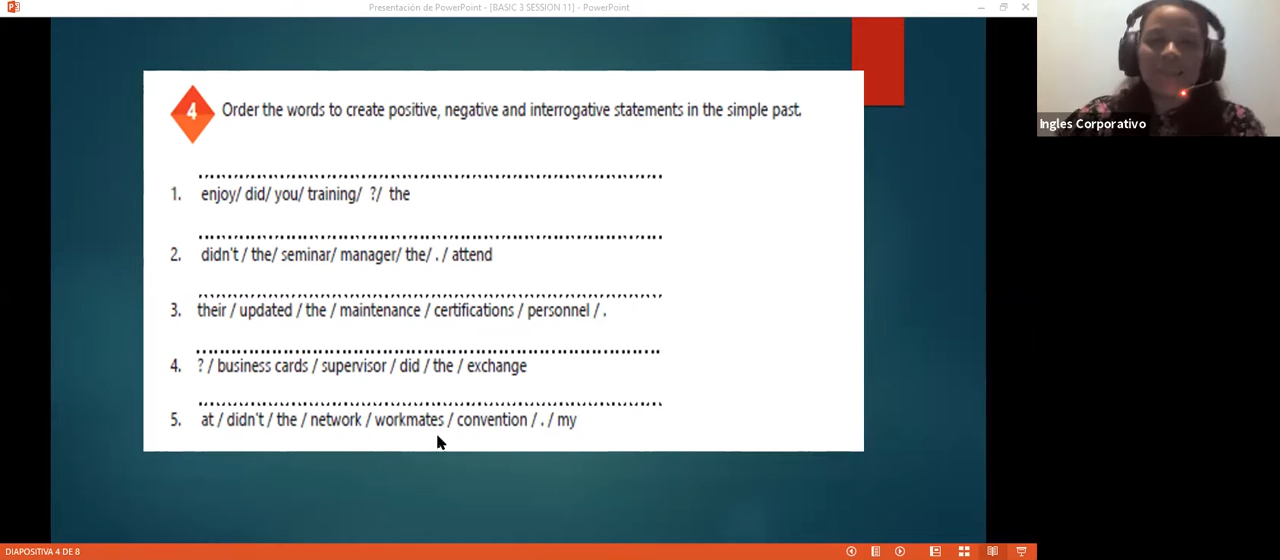 Presentación de PowerPoint - [BASIC 3 SESSION 11] - PowerPoint
Ingles Corporativo
4 Order the words to create positive, negative and interrogative statements in the simple past.
1. enjoy/ did/ you/ training/ ?/ the
2. didn't / the/ seminar/ manager/ the/ . / attend
3. their / updated / the / maintenance / certifications / personnel / .
4. ? / business cards / supervisor / did / the / exchange
5. at / didn't / the / network / workmates / convention / . / my
DIAPOSITIVA 4 DE 8